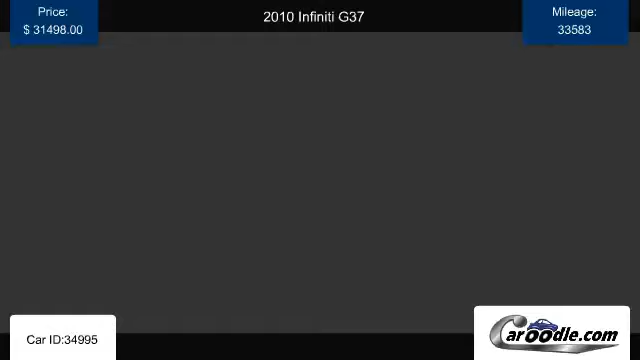 Price:
$ 31498.00
2010 Infiniti G37
Mileage:
33583
Car ID:34995
Caroodle.com